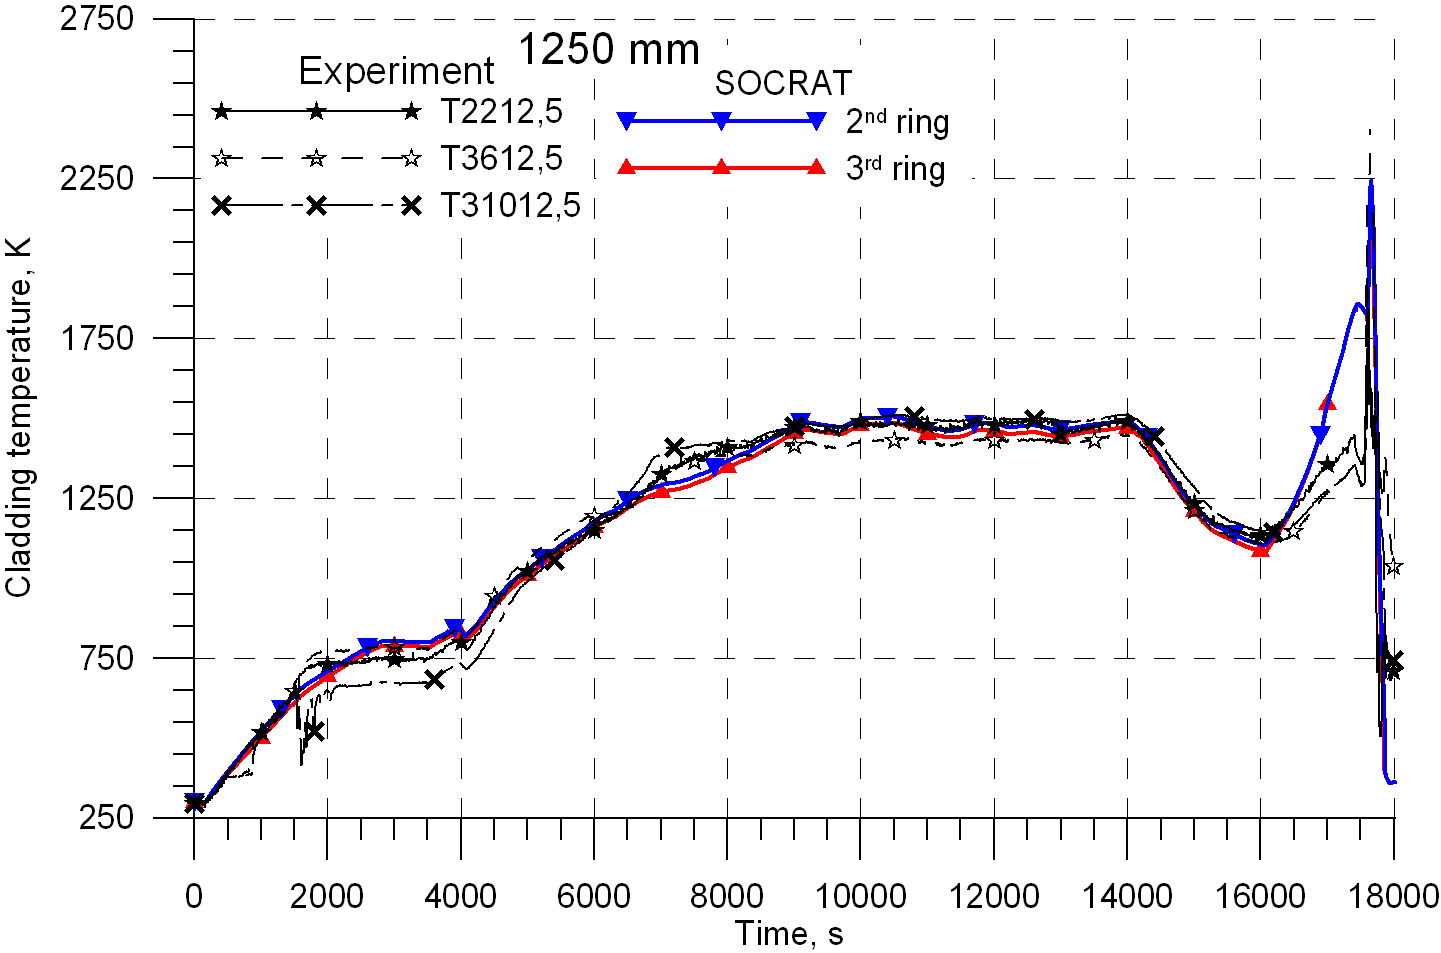 2750
1250 mm
Experiment
SOCRAT
T2212,5
2nd ring
T3612,5
3rd ring
2250
T31012,5
Cladding temperature, K
1750
1250
750
250
0 2000 4000 6000 8000 10000 12000 14000 16000 18000
Time, s